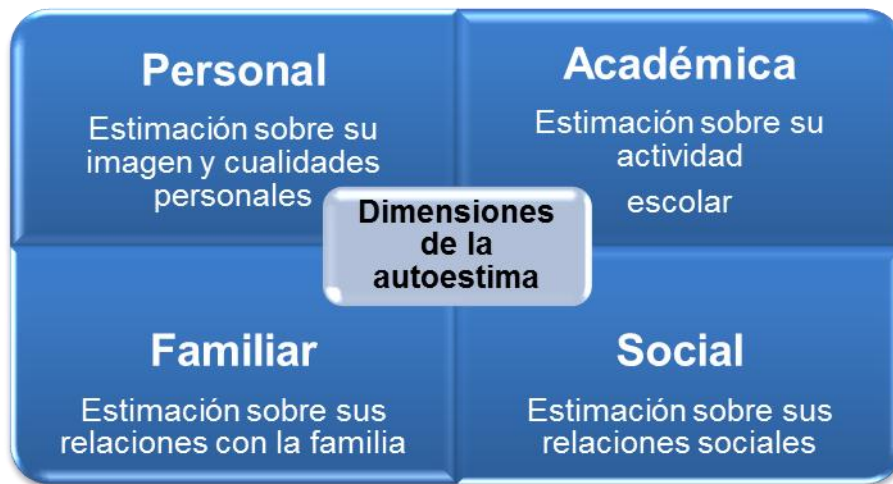 Personal
Estimación sobre su
imagen y cualidades
personales
Académica
Estimación sobre su
actividad
escolar
Dimensiones
de la
autoestima
Familiar
Estimación sobre sus
relaciones con la familia
Social
Estimación sobre sus
relaciones sociales